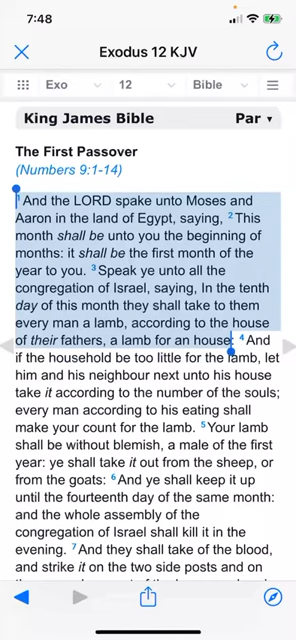 7:48
Exodus 12 KJV
Exo 12 Bible
King James Bible Par ▾
The First Passover
(Numbers 9:1-14)
1 And the LORD spake unto Moses and
Aaron in the land of Egypt, saying, 2 This
month shall be unto you the beginning of
months: it shall be the first month of the
year to you. 3 Speak ye unto all the
congregation of Israel, saying, In the tenth
day of this month they shall take to them
every man a lamb, according to the house
of their fathers, a lamb for an house: 4 And
if the household be too little for the lamb, let
him and his neighbour next unto his house
take it according to the number of the souls;
every man according to his eating shall
make your count for the lamb. 5 Your lamb
shall be without blemish, a male of the first
year: ye shall take it out from the sheep, or
from the goats: 6 And ye shall keep it up
until the fourteenth day of the same month:
and the whole assembly of the
congregation of Israel shall kill it in the
evening. 7 And they shall take of the blood,
and strike it on the two side posts and on